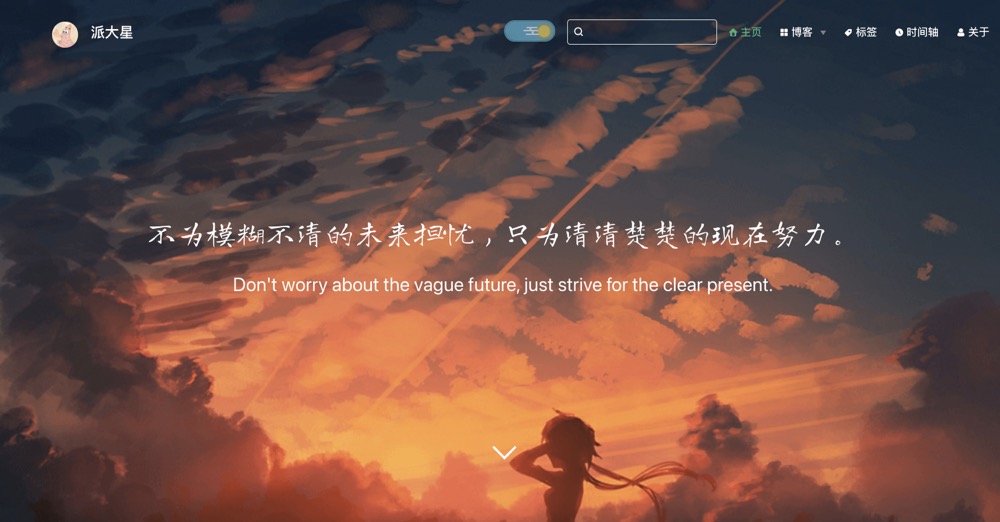 派大星
主页 博客 标签 时间轴 关于
不为模糊不清的未来担忧，只为清清楚楚的现在努力。
Don't worry about the vague future, just strive for the clear present.